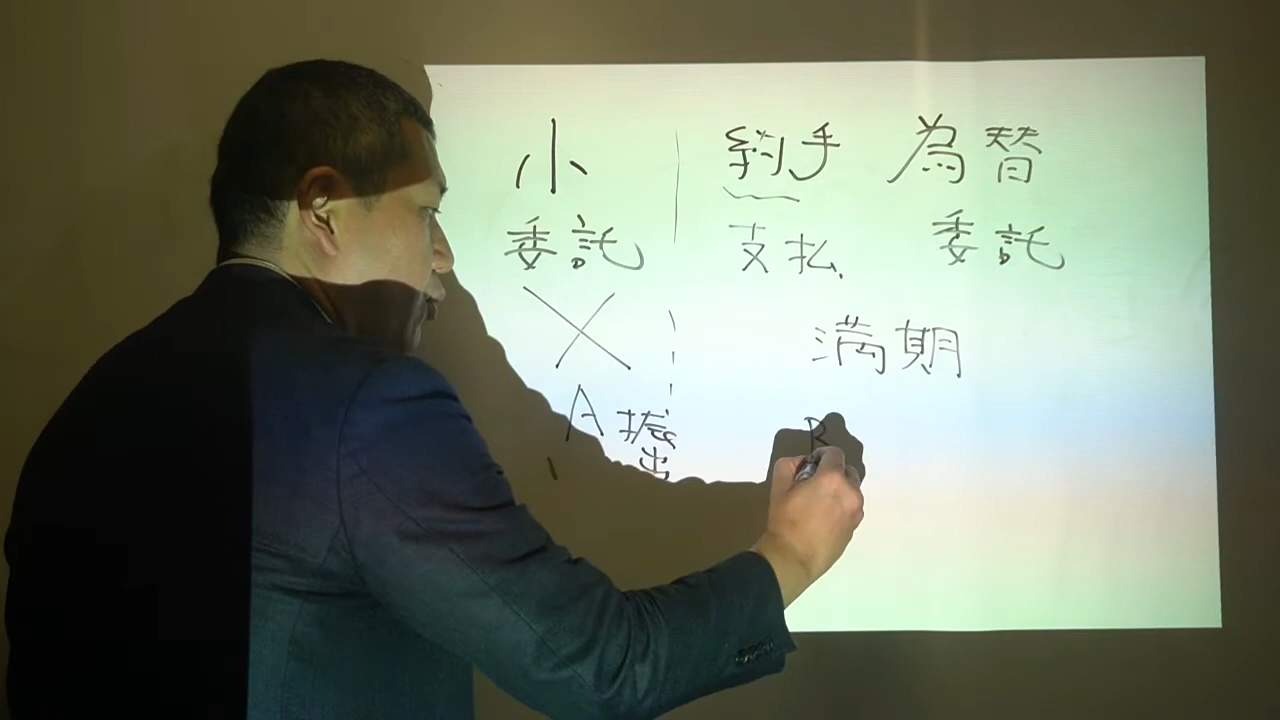 小 約手 為替
委託 支払 委託
満期
A 振
出